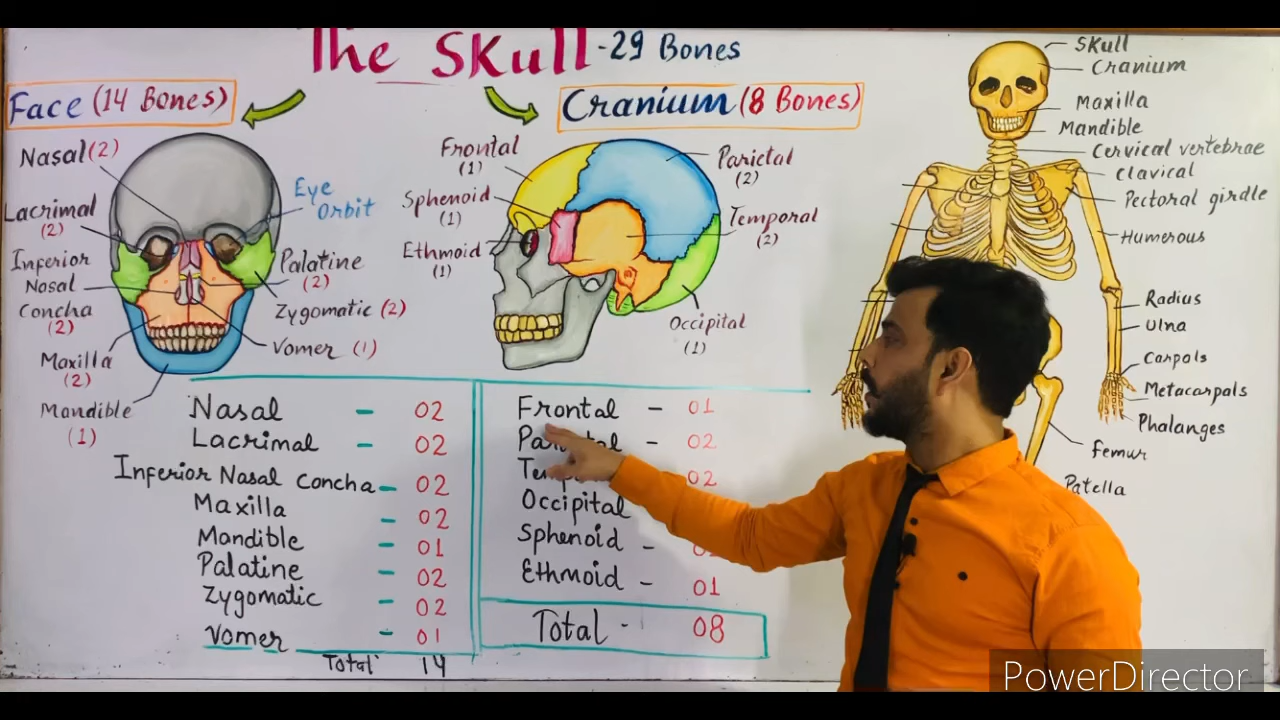 The Skull - 29 Bones
Face (14 Bones)
Cranium (8 Bones)
Nasal (2)
Lacrimal
(2)
Inferior
Nasal
Concha
(2)
Maxilla
(2)
Mandible
(1)
Eye
Orbit
Palatine
(2)
Zygomatic (2)
Vomer (1)
Frontal
(1)
Sphenoid
(1)
Ethmoid
(1)
Parietal
(2)
Temporal
(2)
Occipital
(1)
Skull
Cranium
Maxilla
Mandible
Cervical vertebrae
Clavical
Pectoral girdle
Humerous
Radius
Ulna
Carpals
Metacarpals
Phalanges
Femur
Patella
Nasal - 02
Lacrimal - 02
Inferior Nasal Concha - 02
Maxilla - 02
Mandible - 01
Palatine - 02
Zygomatic - 02
Vomer - 01
Total 14
Frontal - 01
- 02
02
Occipital
Sphenoid -
Ethmoid - 01
Total - 08
PowerDirector